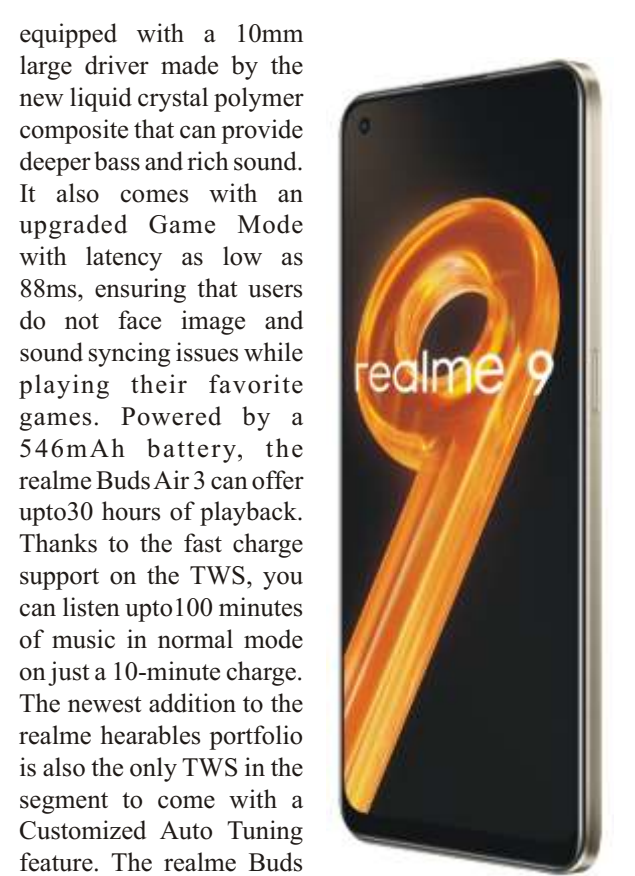 equipped with a 10mm
large driver made by the
new liquid crystal polymer
composite that can provide
deeper bass and rich sound.
It also comes with an
upgraded Game Mode
with latency as low as
88ms, ensuring that users
do not face image and
sound syncing issues while
playing their favorite
games. Powered by a
546mAh battery, the
realme Buds Air 3 can offer
upto30 hours of playback.
Thanks to the fast charge
support on the TWS, you
can listen upto100 minutes
of music in normal mode
on just a 10-minute charge.
The newest addition to the
realme hearables portfolio
is also the only TWS in the
segment to come with a
Customized Auto Tuning
feature. The realme Buds
realme 9